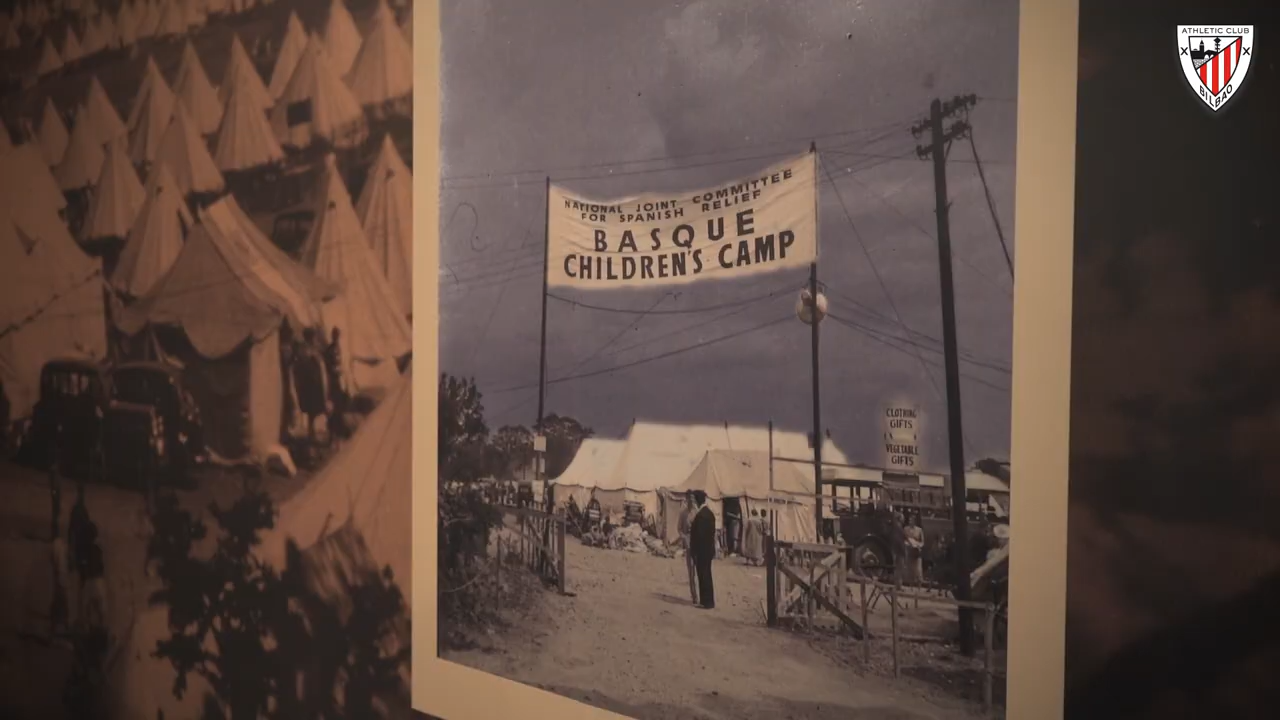 ATHLETIC CLUB
BILBAO
NATIONAL JOINT COMMITTEE
FOR SPANISH RELIEF
BASQUE
CHILDREN'S CAMP
CLOTHING
GIFTS
VEGETABLE
GIFTS